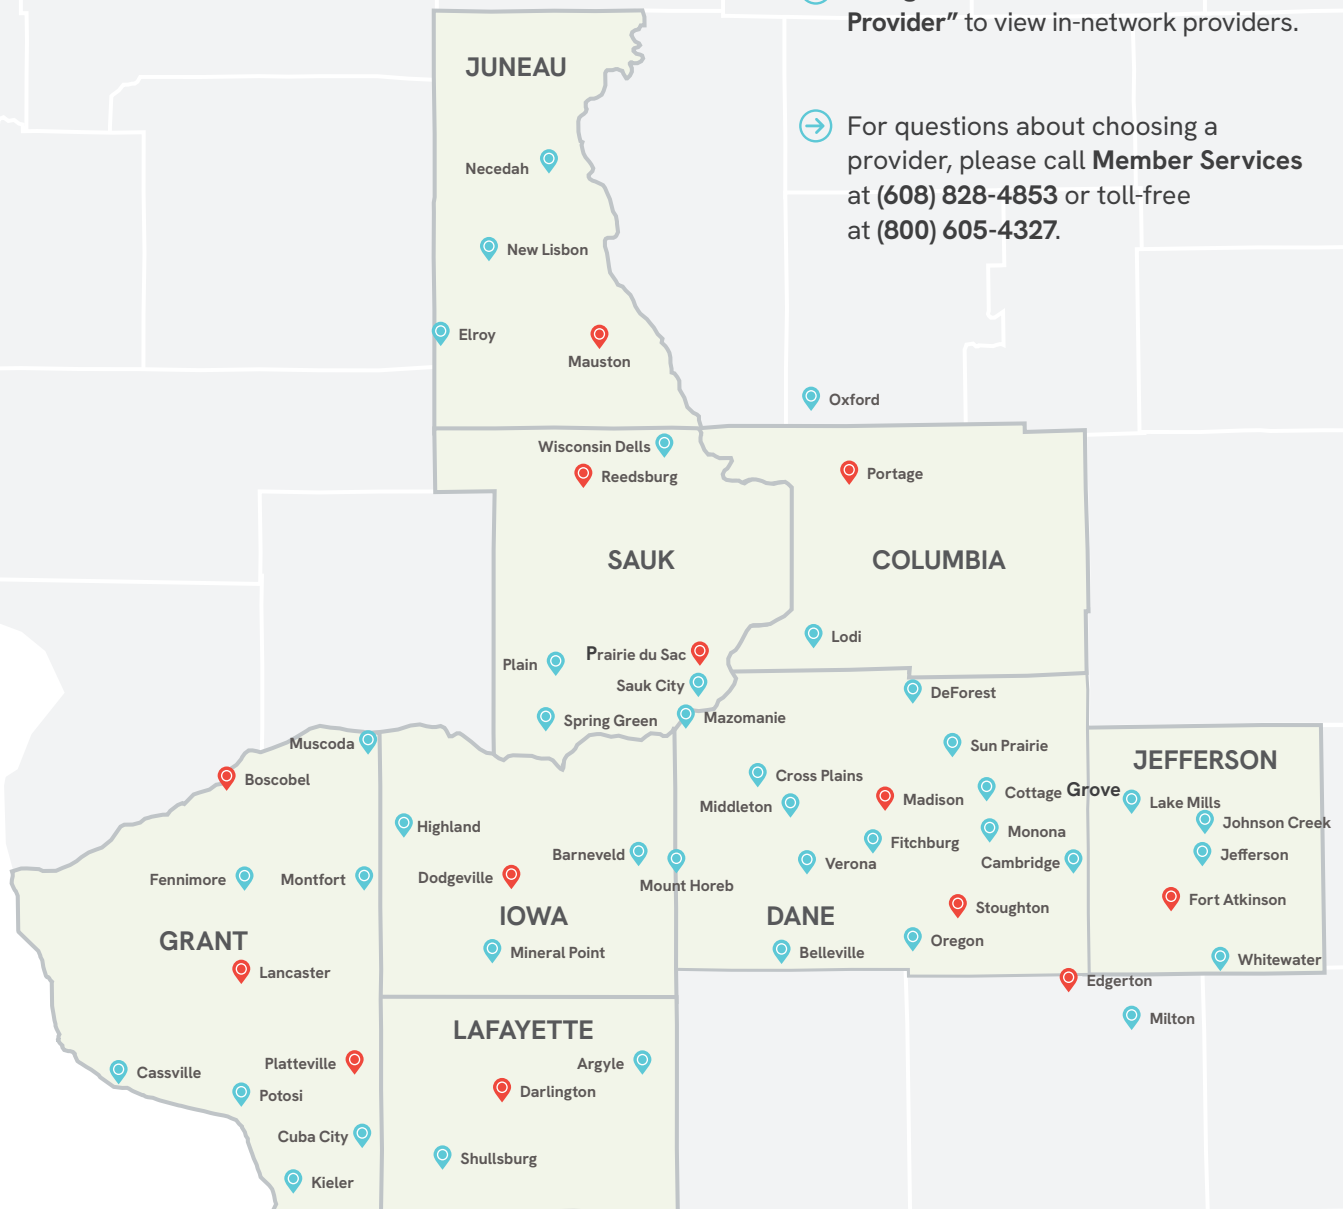 Provider” to view in-network providers.
For questions about choosing a
provider, please call Member Services
at (608) 828-4853 or toll-free
at (800) 605-4327.
JUNEAU
Necedah
New Lisbon
Elroy
Mauston
Oxford
Wisconsin Dells
Reedsburg
Portage
SAUK
COLUMBIA
Lodi
Prairie du Sac
Plain
Sauk City
DeForest
Spring Green
Mazomanie
Muscoda
Sun Prairie
JEFFERSON
Boscobel
Cross Plains
Cottage Grove
Middleton
Madison
Lake Mills
Johnson Creek
Highland
Monona
Fitchburg
Barneveld
Jefferson
Verona
Cambridge
Fennimore
Montfort
Dodgeville
Mount Horeb
Fort Atkinson
Stoughton
IOWA
DANE
GRANT
Oregon
Mineral Point
Belleville
Whitewater
Lancaster
Edgerton
Milton
LAFAYETTE
Platteville
Argyle
Cassville
Darlington
Potosi
Cuba City
Shullsburg
Kieler